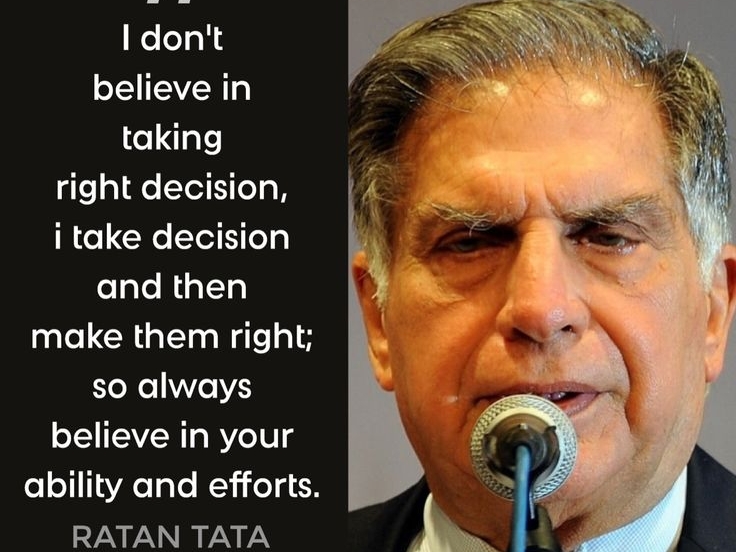 I don't
believe in
taking
right decision,
i take decision
and then
make them right;
so always
believe in your
ability and efforts.
RATAN TATA